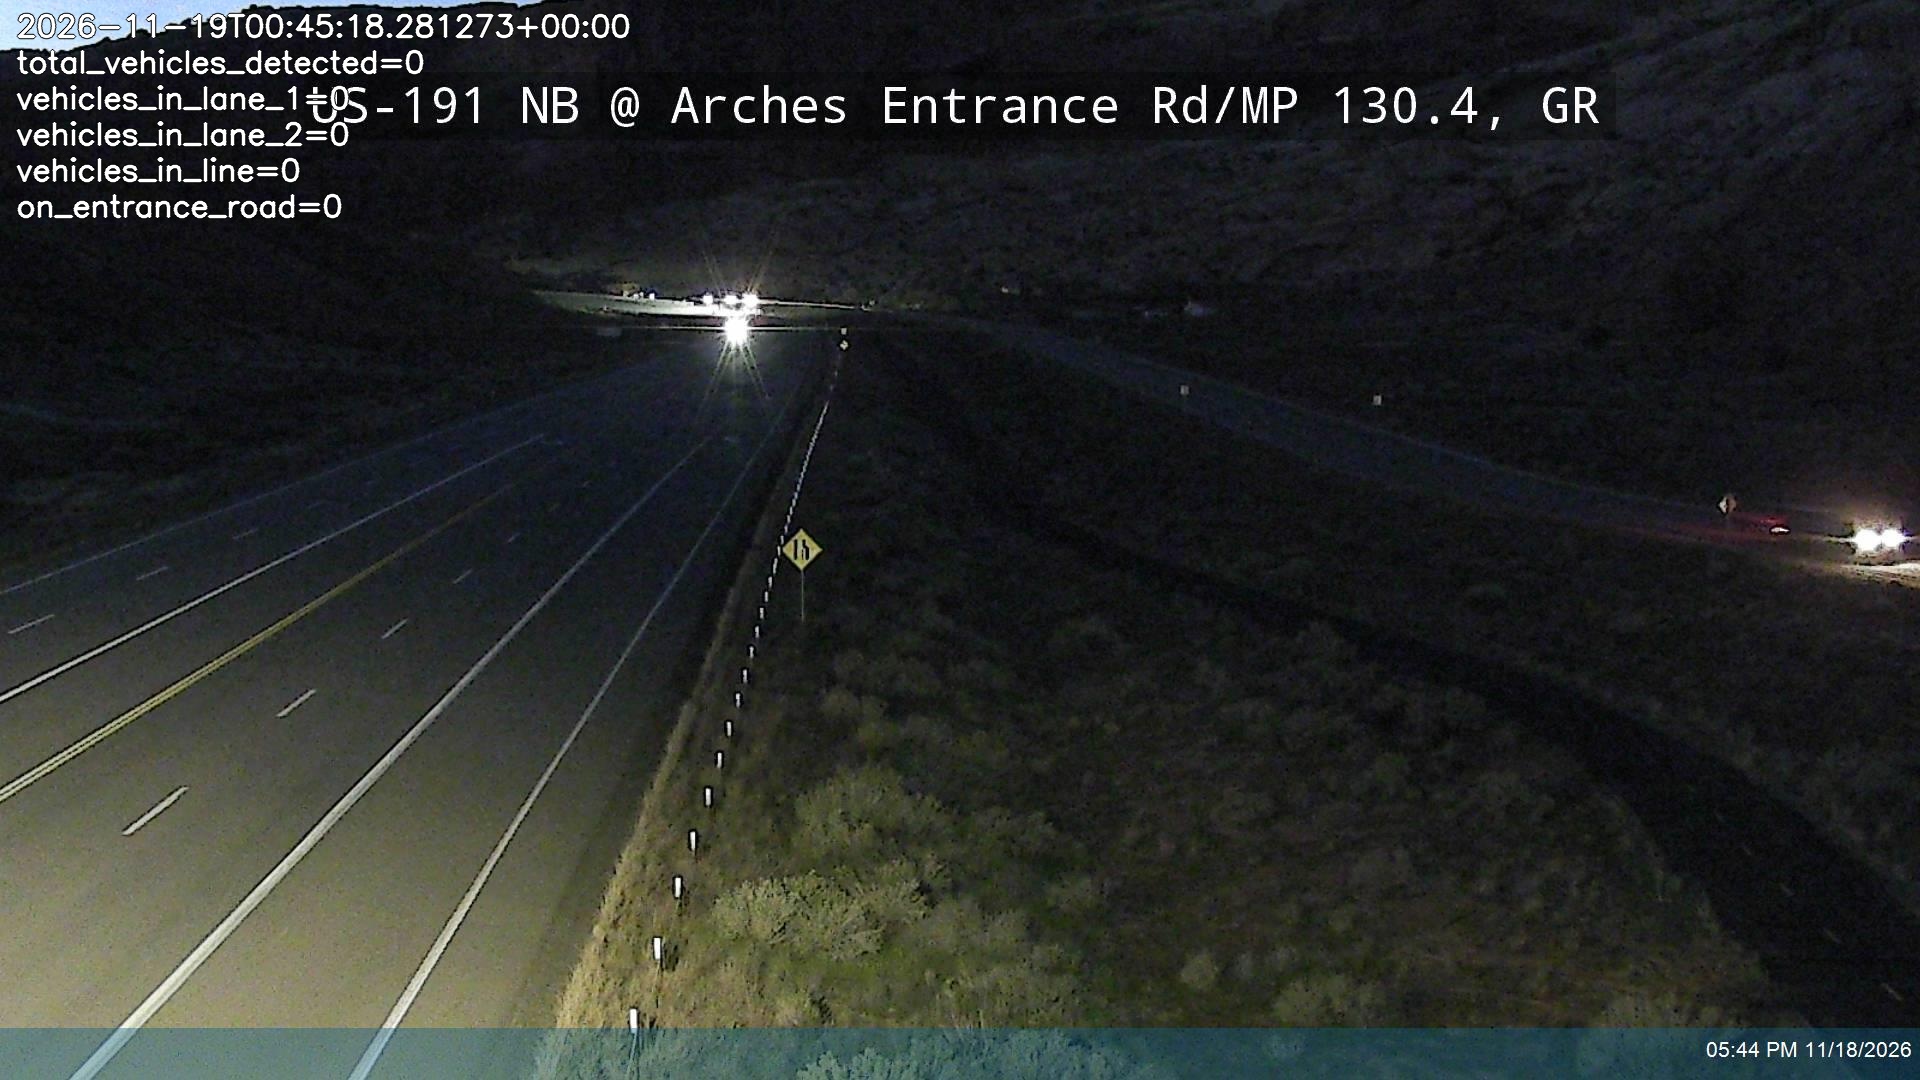 2026-11-19T00:45:18.281273+00:00
total_vehicles_detected=0
vehicles_in_lane_1=0
US-191 NB @ Arches Entrance Rd/MP 130.4, GR
vehicles_in_lane_2=0
vehicles_in_line=0
on_entrance_road=0
05:44 PM 11/18/2026